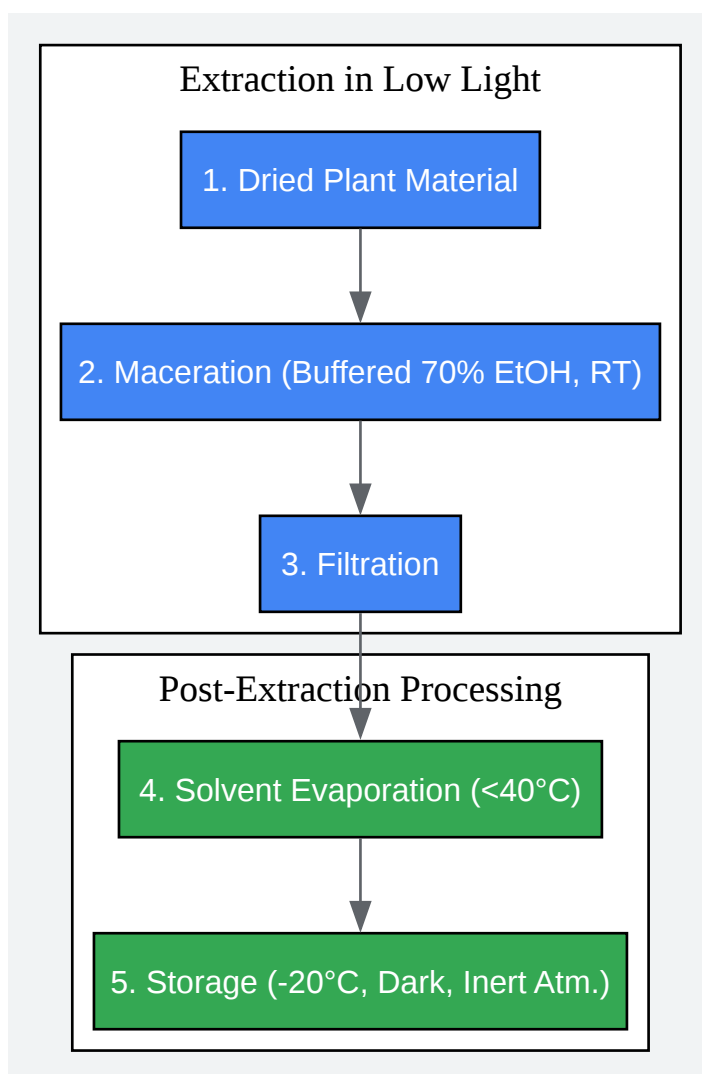 Extraction in Low Light
1. Dried Plant Material
2. Maceration (Buffered 70% EtOH, RT)
3. Filtration
Post-Extraction Processing
4. Solvent Evaporation (<40°C)
5. Storage (-20°C, Dark, Inert Atm.)